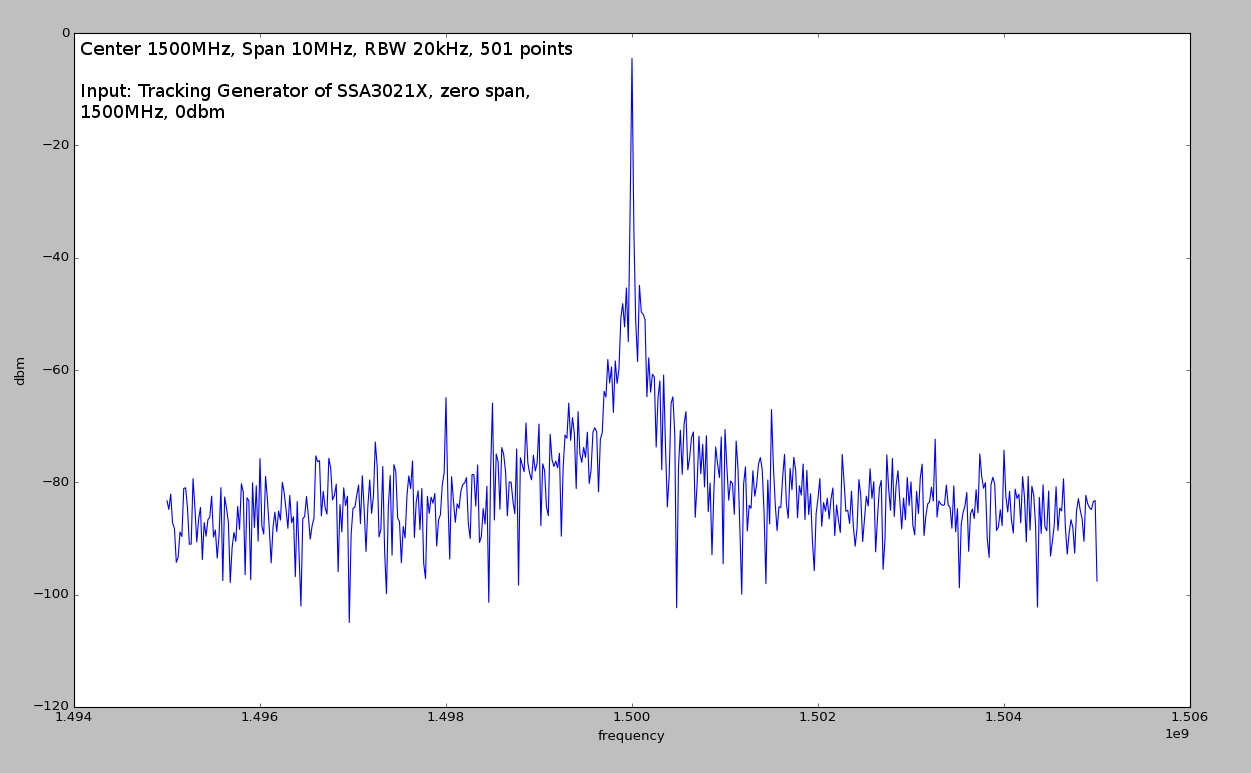 Center 1500MHz, Span 10MHz, RBW 20kHz, 501 points
Input: Tracking Generator of SSA3021X, zero span,
1500MHz, 0dbm
0
−20
−40
−60
−80
−100
−120
dbm
1.494 1.496 1.498 1.500 1.502 1.504 1.506
frequency
1e9